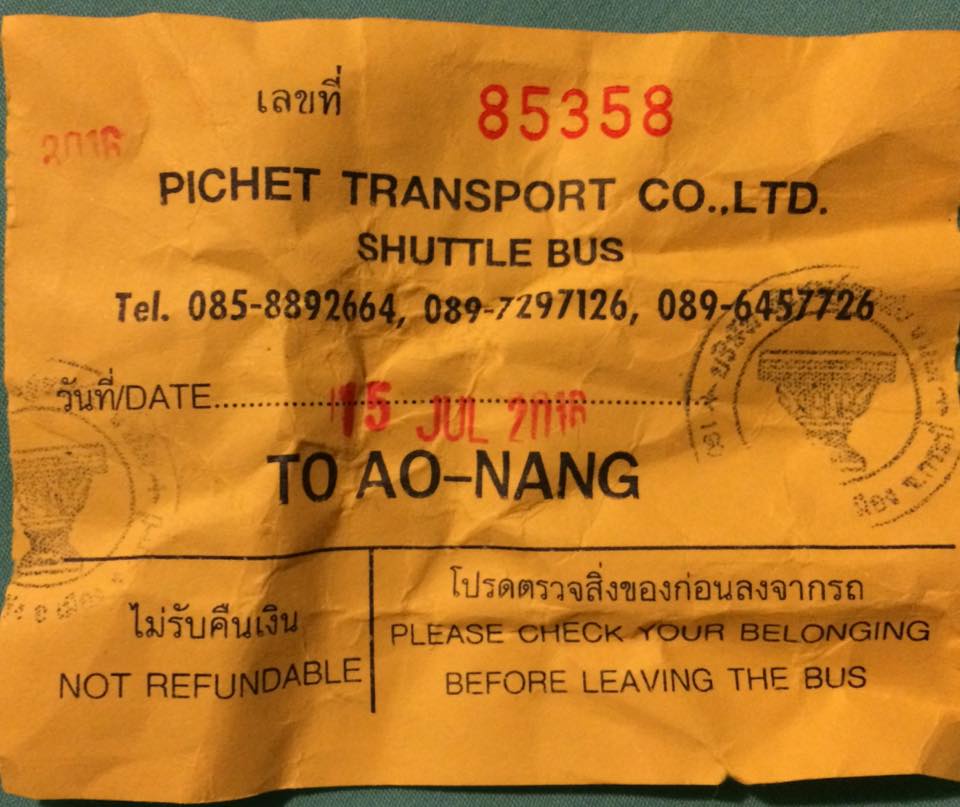 เลขที่ 85358
2016
PICHET TRANSPORT CO.,LTD.
SHUTTLE BUS
Tel. 085-8892664, 089-7297126, 089-6457726
วันที่/DATE 15 JUL 2016
TO AO-NANG
ไม่รับคืนเงิน
NOT REFUNDABLE
โปรดตรวจสิ่งของก่อนลงจากรถ
PLEASE CHECK YOUR BELONGING
BEFORE LEAVING THE BUS